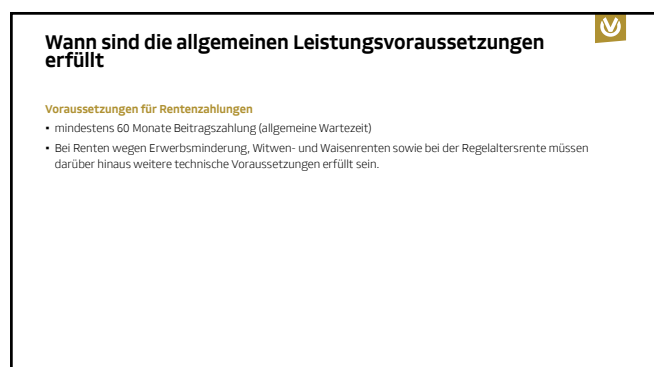 Wann sind die allgemeinen Leistungsvoraussetzungen
erfüllt
Voraussetzungen für Rentenzahlungen
• mindestens 60 Monate Beitragszahlung (allgemeine Wartezeit)
• Bei Renten wegen Erwerbsminderung, Witwen- und Waisenrenten sowie bei der Regelaltersrente müssen
darüber hinaus weitere technische Voraussetzungen erfüllt sein.